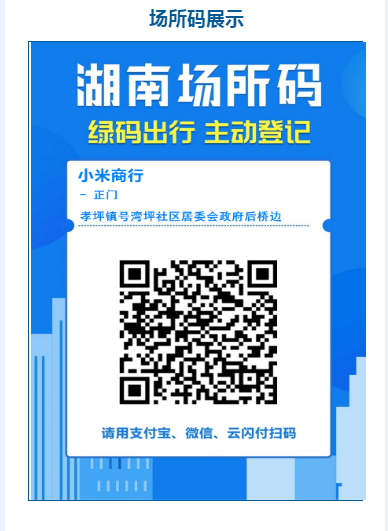 场所码展示
湖南场所码
绿码出行 主动登记
小米商行
- 正门
孝坪镇号湾坪社区居委会政府后桥边
请用支付宝、微信、云闪付扫码